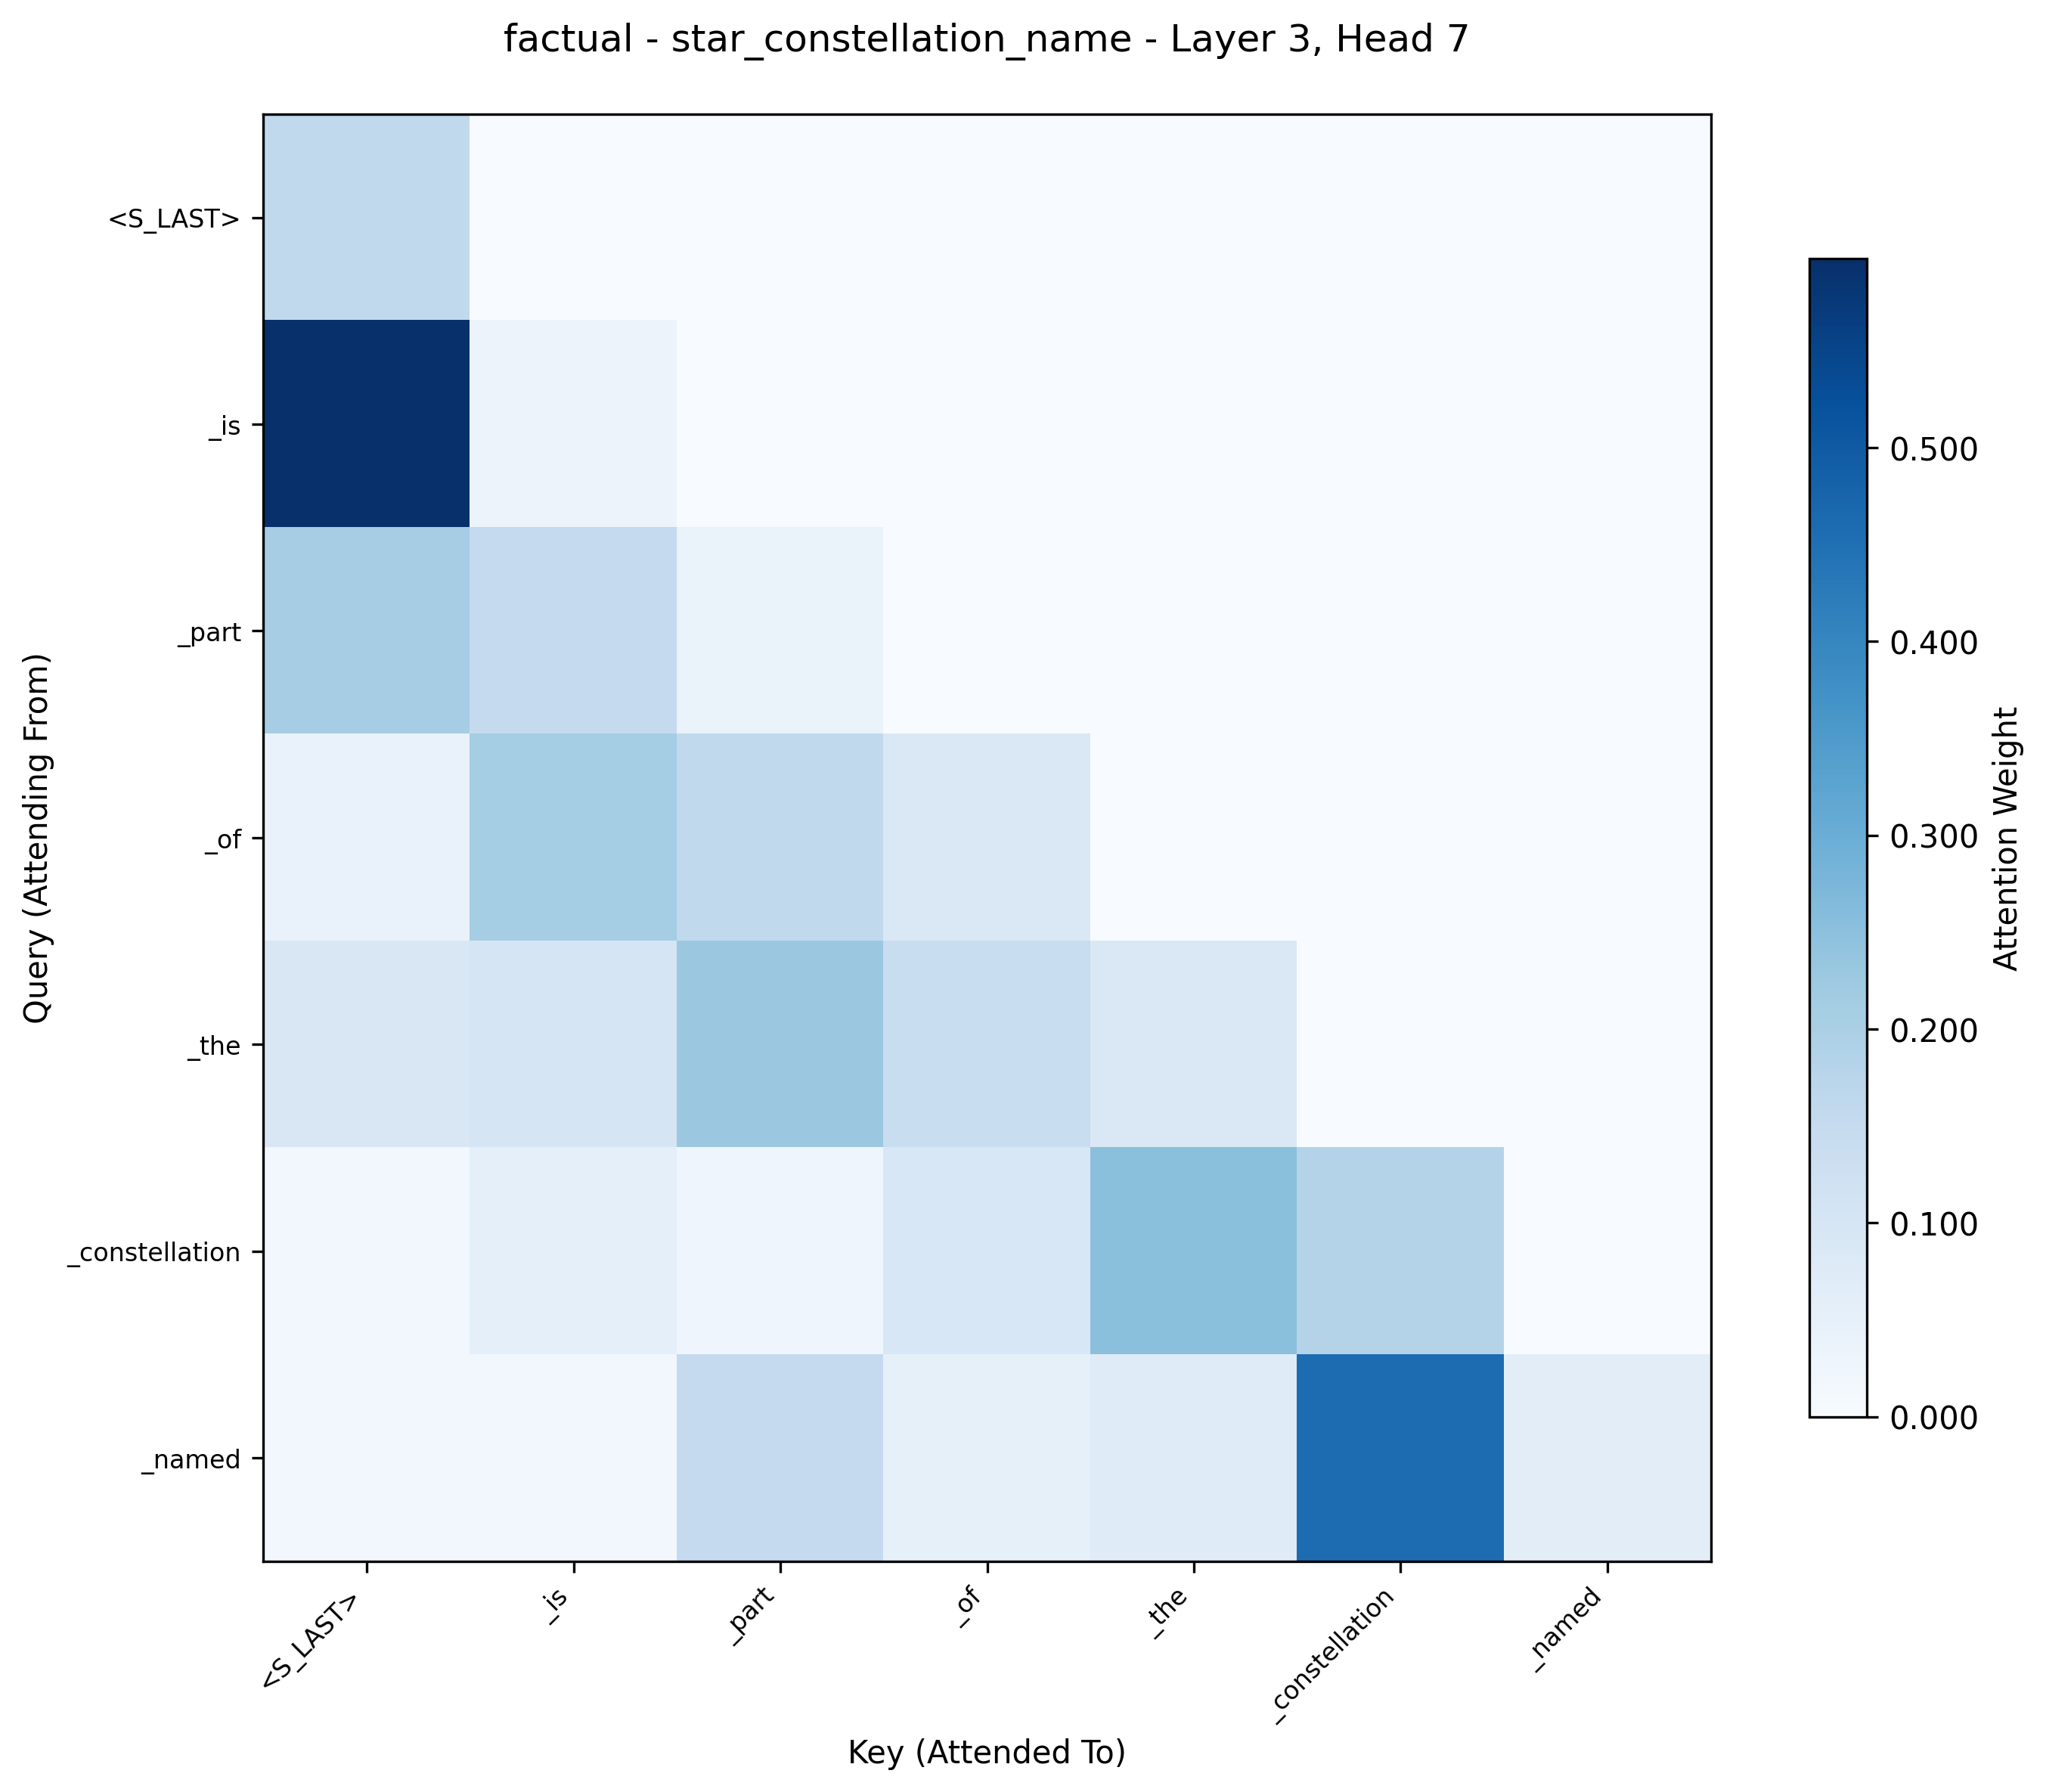 factual - star_constellation_name - Layer 3, Head 7
Query (Attending From)
<S_LAST>
_is
_part
_of
_the
_constellation
_named
<S_LAST>
_is
_part
_of
_the
_constellation
_named
Key (Attended To)
0.500
0.400
0.300
0.200
0.100
0.000
Attention Weight